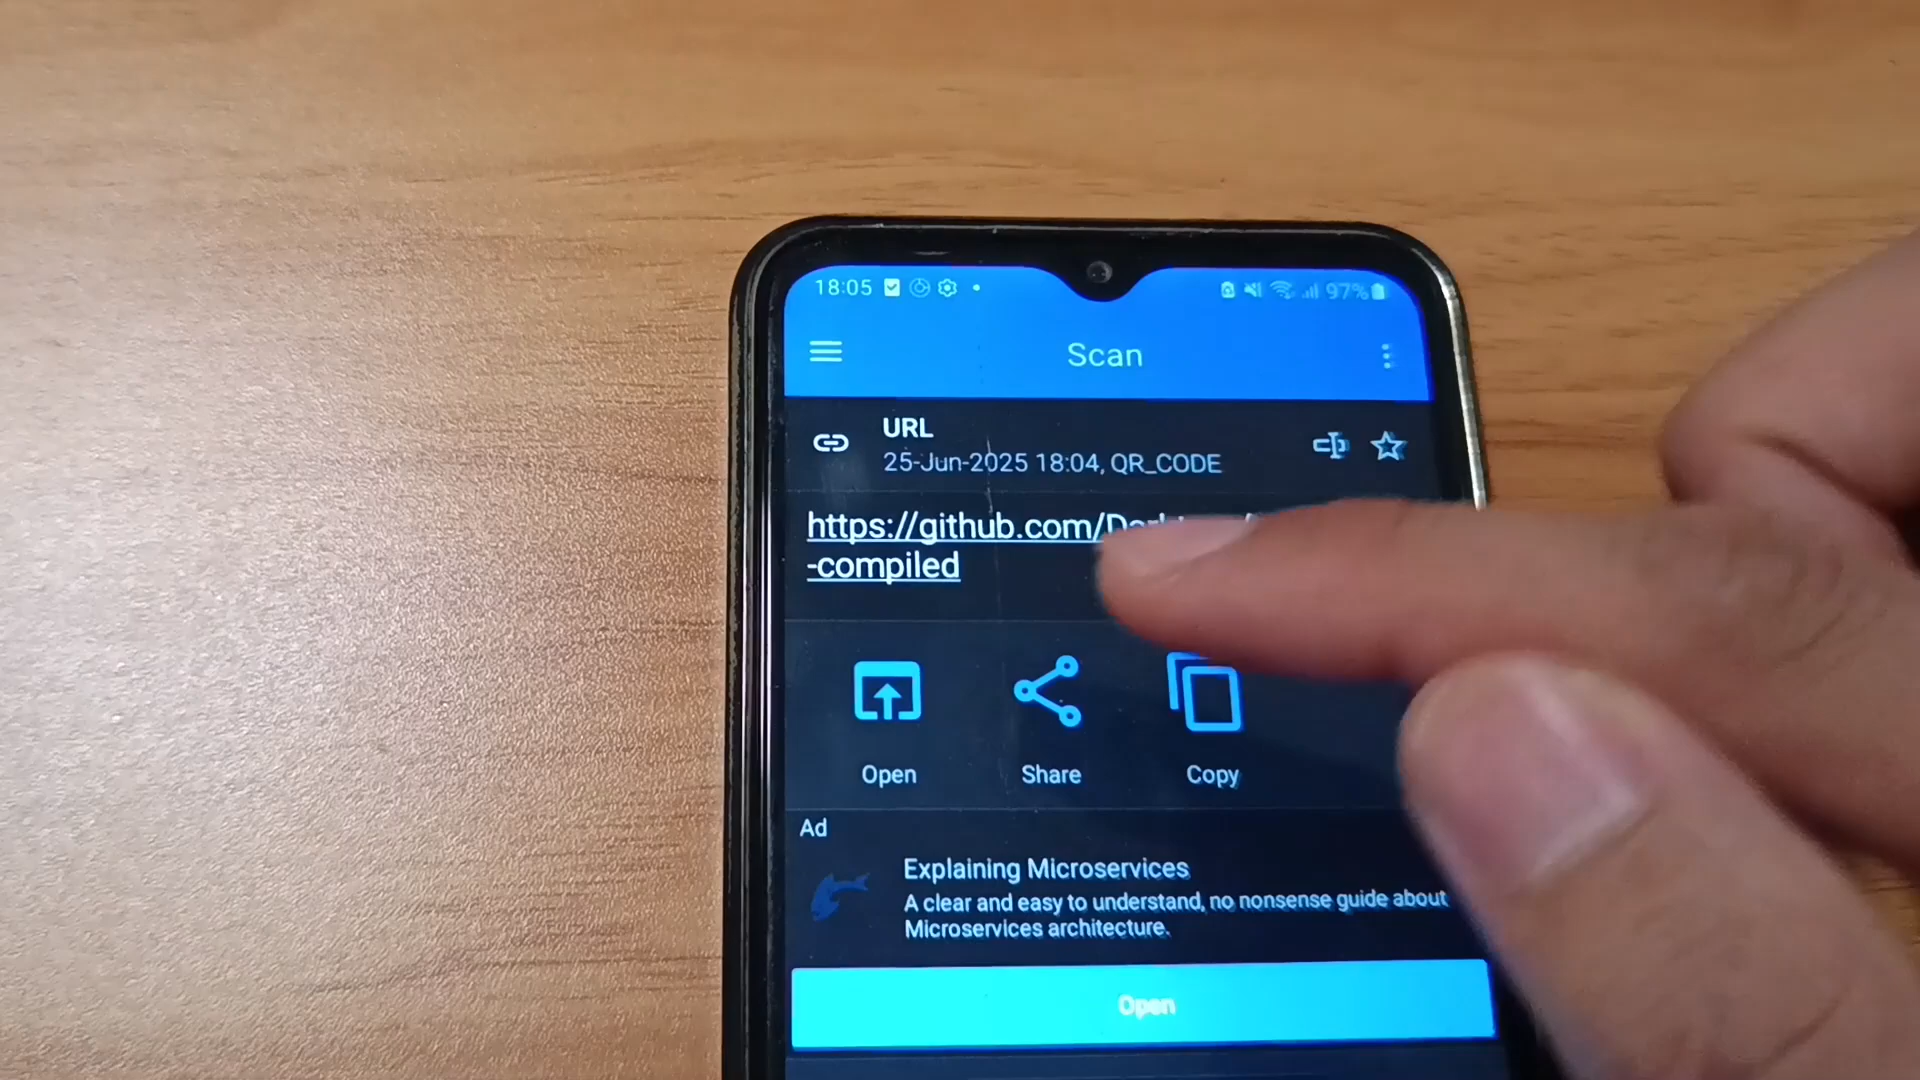 18:05
97%
Scan
URL
25-Jun-2025 18:04, QR_CODE
https://github.com/
-compiled
Open
Share
Copy
Ad
Explaining Microservices
A clear and easy to understand, no nonsense guide about
Microservices architecture.
Open